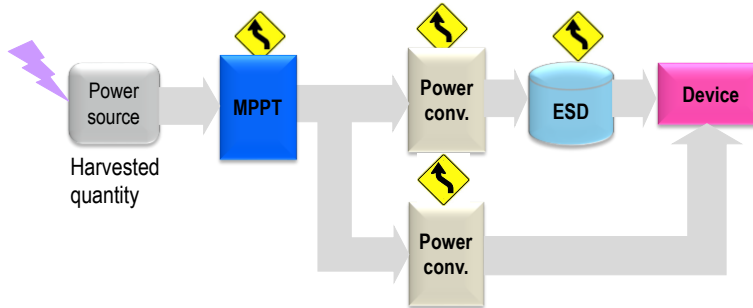 Power
source
Harvested
quantity
MPPT
Power
conv.
ESD
Device
Power
conv.